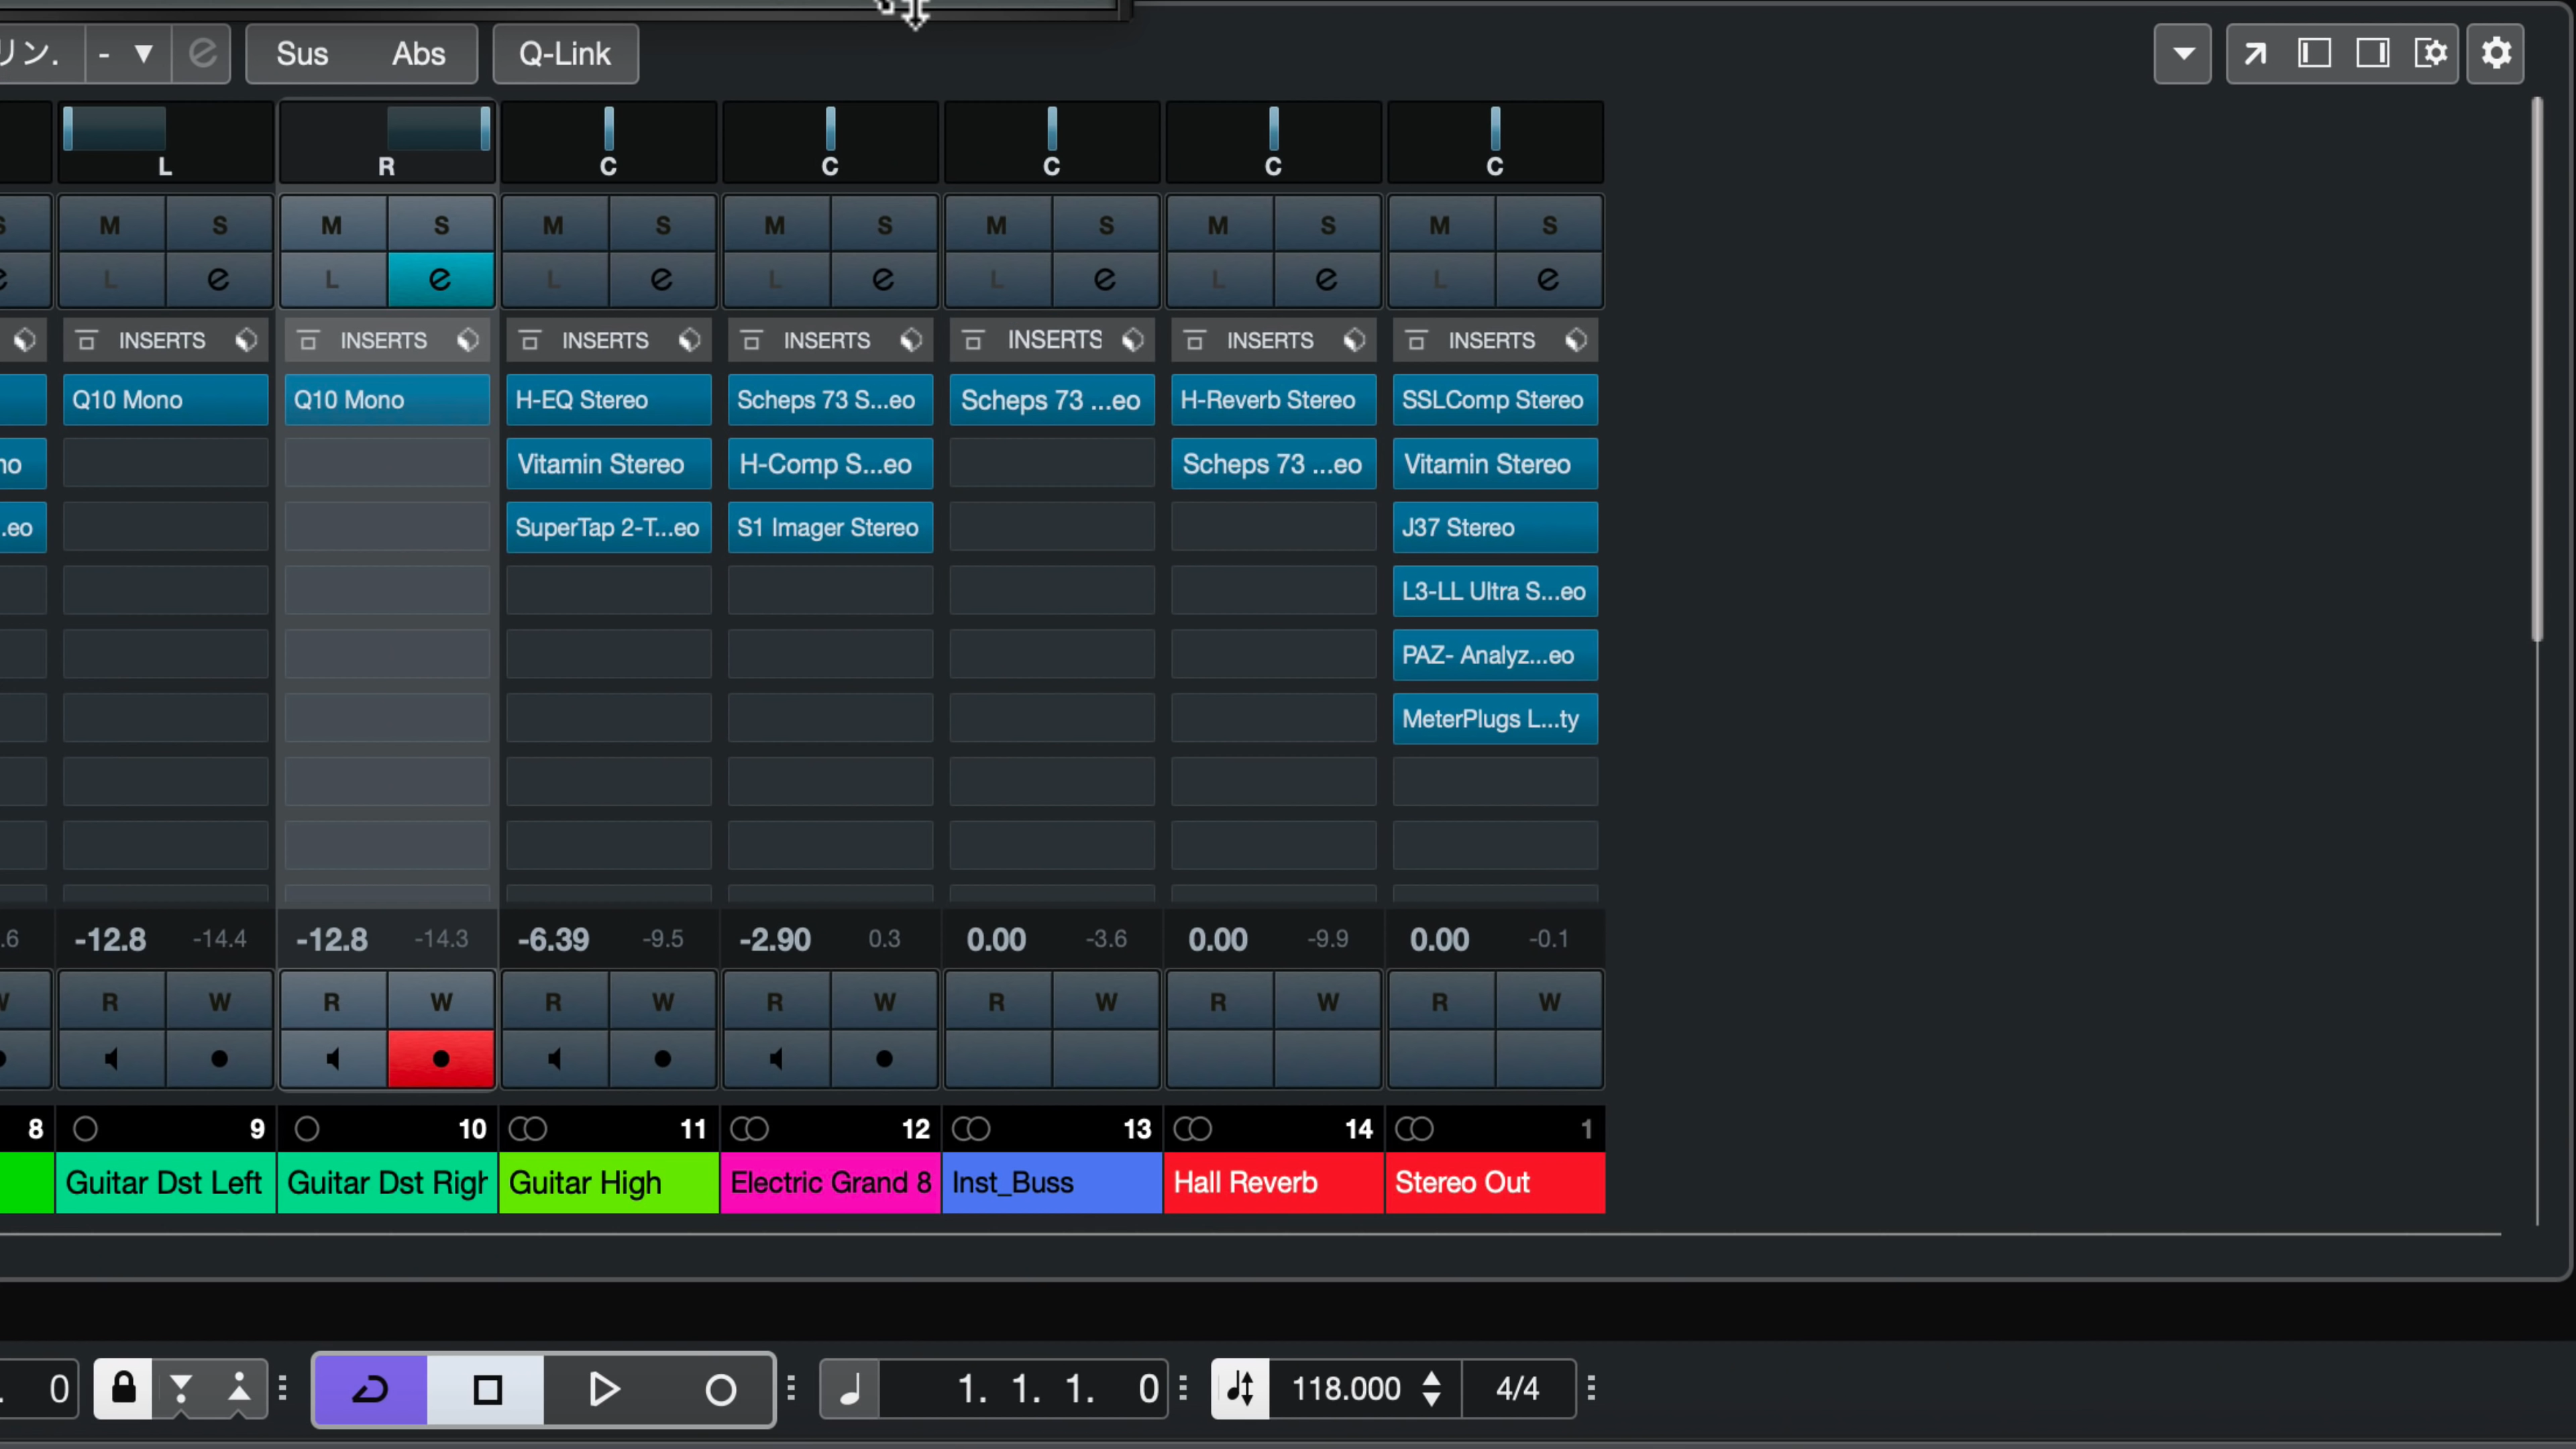 リン. - ▼ Sus Abs Q-Link
L R C C C C C
S M S M S M S M S M S M S M S
L e L e L e L e L e L e L e
INSERTS INSERTS INSERTS INSERTS INSERTS INSERTS INSERTS
Q10 Mono Q10 Mono H-EQ Stereo Scheps 73 S...eo Scheps 73 ...eo H-Reverb Stereo SSLComp Stereo
no Vitamin Stereo H-Comp S...eo Scheps 73 ...eo Vitamin Stereo
.eo SuperTap 2-T...eo S1 Imager Stereo J37 Stereo
L3-LL Ultra S...eo
PAZ- Analyz...eo
MeterPlugs L...ty
.6 -12.8 -14.4 -12.8 -14.3 -6.39 -9.5 -2.90 0.3 0.00 -3.6 0.00 -9.9 0.00 -0.1
W R W R W R W R W R W R W R W
8 9 10 11 12 13 14 1
Guitar Dst Left Guitar Dst Righ Guitar High Electric Grand 8 Inst_Buss Hall Reverb Stereo Out
. 0 1. 1. 1. 0 118.000 4/4